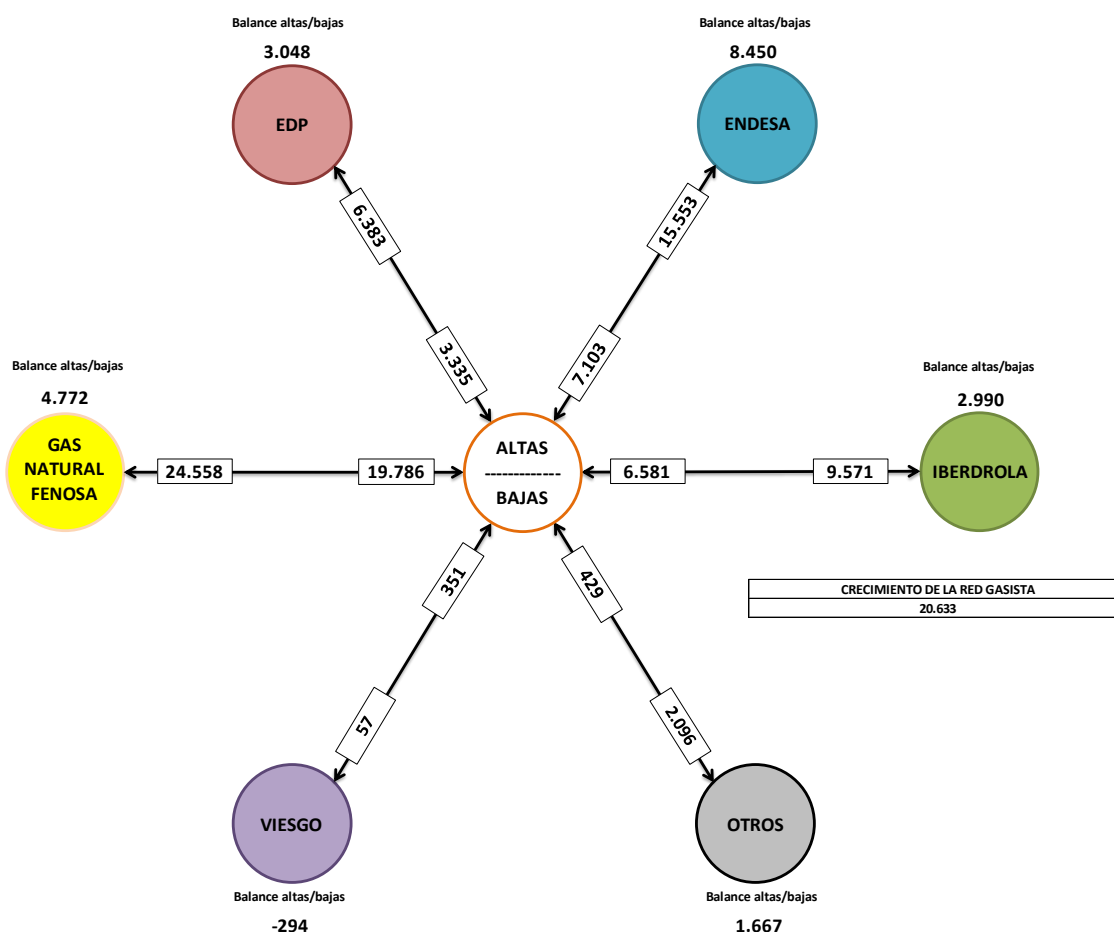 Balance altas/bajas
3.048
EDP
Balance altas/bajas
8.450
ENDESA
6.383
15.553
3.335
7.103
Balance altas/bajas
4.772
GAS
NATURAL
FENOSA
24.558
19.786
ALTAS
-------------
BAJAS
6.581
9.571
Balance altas/bajas
2.990
IBERDROLA
351
429
CRECIMIENTO DE LA RED GASISTA
20.633
57
2.096
VIESGO
Balance altas/bajas
-294
OTROS
Balance altas/bajas
1.667